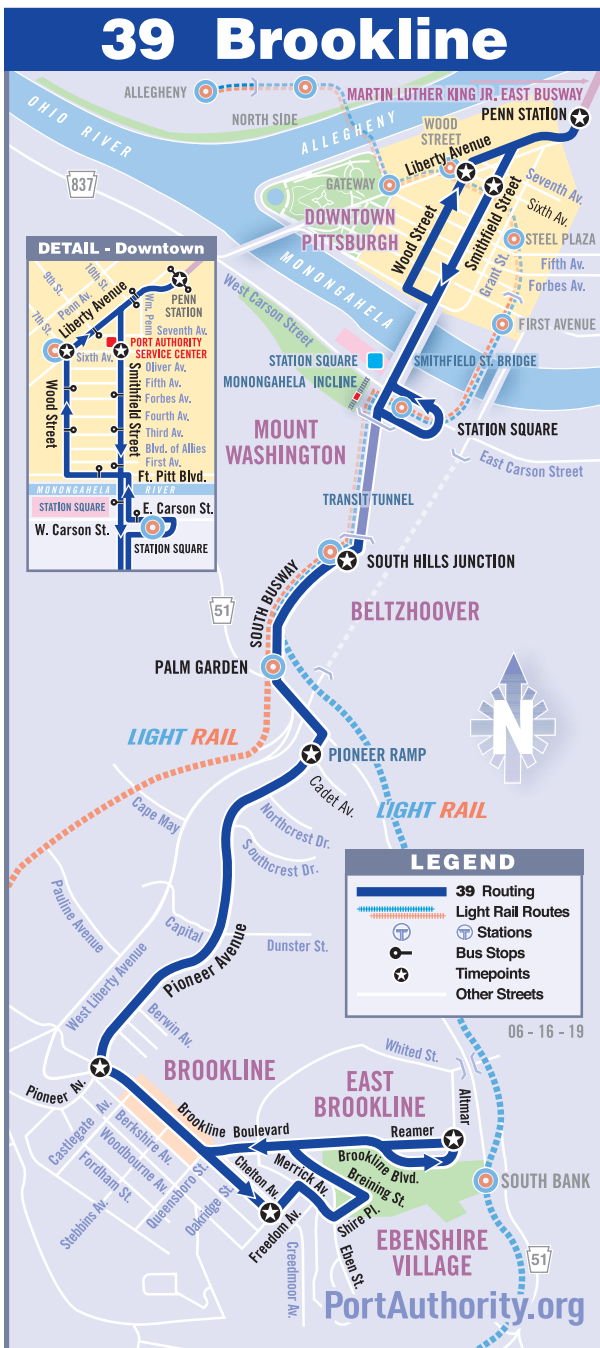 39 Brookline
ALLEGHENY
MARTIN LUTHER KING JR. EAST BUSWAY
OHIO RIVER
NORTH SIDE
ALLEGHENY
WOOD
STREET
PENN STATION
Liberty Avenue
837
GATEWAY
Seventh Av.
DOWNTOWN
PITTSBURGH
Wood Street
Smithfield Street
Sixth Av.
STEEL PLAZA
Grant St.
Fifth Av.
Forbes Av.
MONONGAHELA
FIRST AVENUE
West Carson Street
STATION SQUARE
SMITHFIELD ST. BRIDGE
MONONGAHELA INCLINE
MOUNT
WASHINGTON
STATION SQUARE
East Carson Street
TRANSIT TUNNEL
DETAIL - Downtown
10th St.
9th St.
Penn Av.
7th St.
Liberty Avenue
Wm. Penn
PENN
STATION
Seventh Av.
PORT AUTHORITY
SERVICE CENTER
Sixth Av.
Oliver Av.
Fifth Av.
Forbes Av.
Fourth Av.
Third Av.
Blvd. of Allies
First Av.
Wood Street
Smithfield Street
Ft. Pitt Blvd.
MONONGAHELA RIVER
STATION SQUARE
E. Carson St.
W. Carson St.
STATION SQUARE
SOUTH HILLS JUNCTION
SOUTH BUSWAY
51
BELTZHOOVER
PALM GARDEN
N
LIGHT RAIL
PIONEER RAMP
Cadet Av.
LIGHT RAIL
Cape May
Northcrest Dr.
Southcrest Dr.
LEGEND
39 Routing
Light Rail Routes
T T Stations
Bus Stops
Timepoints
Other Streets
06 - 16 - 19
Pauline Avenue
Capital
Dunster St.
Pioneer Avenue
West Liberty Avenue
Berwin Av.
Whited St.
BROOKLINE
EAST
BROOKLINE
Altmar
Pioneer Av.
Castlegate Av.
Berkshire Av.
Woodbourne Av.
Fordham St.
Stebbins Av.
Queensboro St.
Oakridge St.
Brookline Boulevard
Reamer
Chelton Av.
Merrick Av.
Brookline Blvd.
Breining St.
SOUTH BANK
Shire Pl.
Freedom Av.
Creedmoor Av.
Eben St.
EBENSHIRE
VILLAGE
51
PortAuthority.org